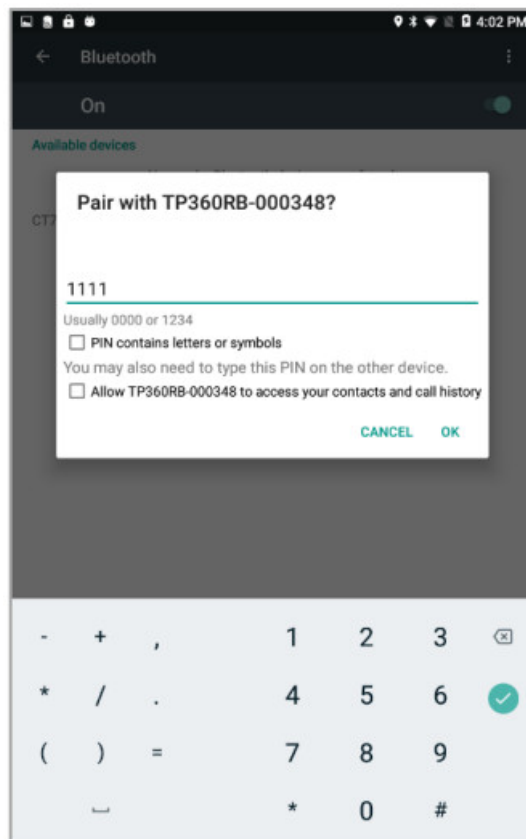 4:02 PM
Bluetooth
On
Available devices
CT7
Pair with TP360RB-000348?
1111
Usually 0000 or 1234
PIN contains letters or symbols
You may also need to type this PIN on the other device.
Allow TP360RB-000348 to access your contacts and call history
CANCEL OK
- + , 1 2 3
* / . 4 5 6
( ) = 7 8 9
* 0 #